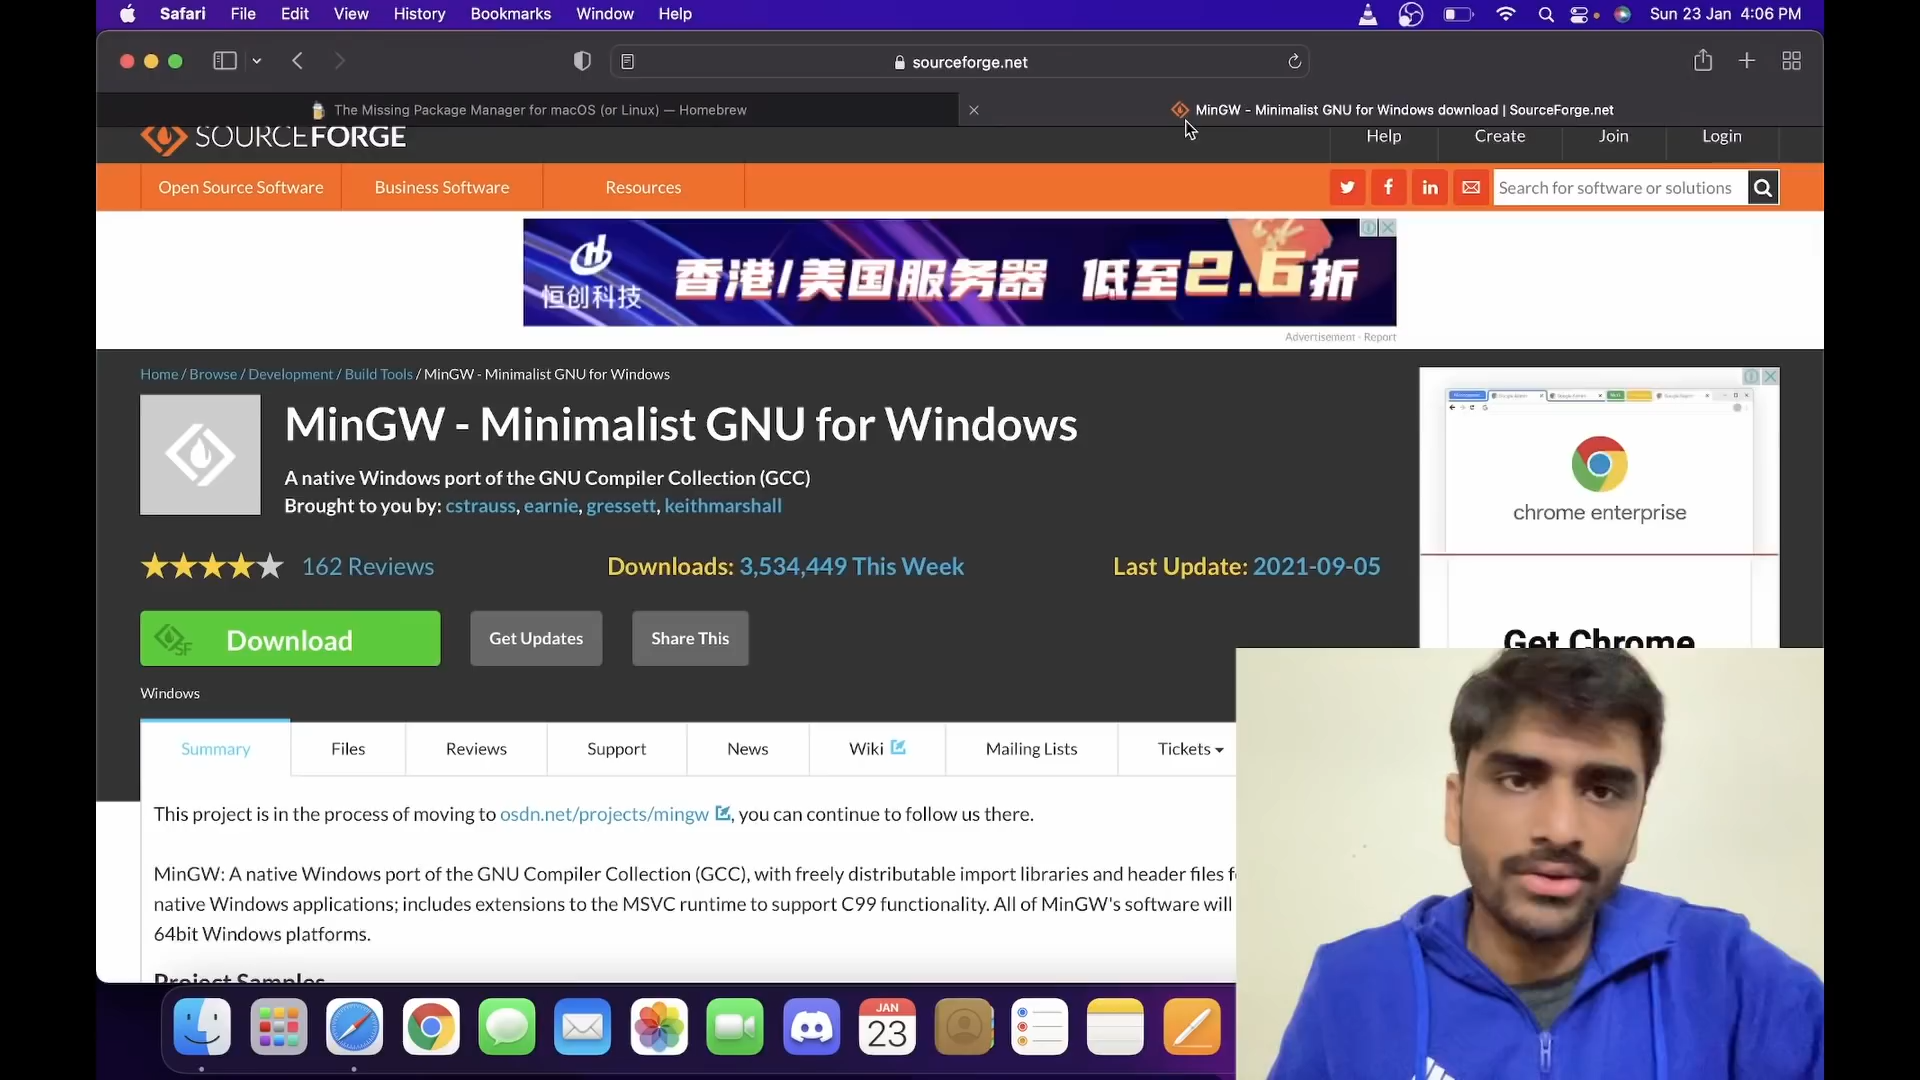 Safari File Edit View History Bookmarks Window Help Sun 23 Jan 4:06 PM
sourceforge.net
The Missing Package Manager for macOS (or Linux) — Homebrew
MinGW - Minimalist GNU for Windows download | SourceForge.net
SOURCEFORGE
Help Create Join Login
Open Source Software Business Software Resources
Search for software or solutions
恒创科技
香港/美国服务器 低至2.6折
Advertisement - Report
Home / Browse / Development / Build Tools / MinGW - Minimalist GNU for Windows
MinGW - Minimalist GNU for Windows
A native Windows port of the GNU Compiler Collection (GCC)
Brought to you by: cstrauss, earnie, gressett, keithmarshall
162 Reviews
Downloads: 3,534,449 This Week
Last Update: 2021-09-05
chrome enterprise
Get Chrome
SF
Download
Get Updates
Share This
Windows
Summary Files Reviews Support News Wiki Mailing Lists Tickets
This project is in the process of moving to osdn.net/projects/mingw, you can continue to follow us there.
MinGW: A native Windows port of the GNU Compiler Collection (GCC), with freely distributable import libraries and header files
native Windows applications; includes extensions to the MSVC runtime to support C99 functionality. All of MinGW's software will
64bit Windows platforms.
Project Samples
JAN
23